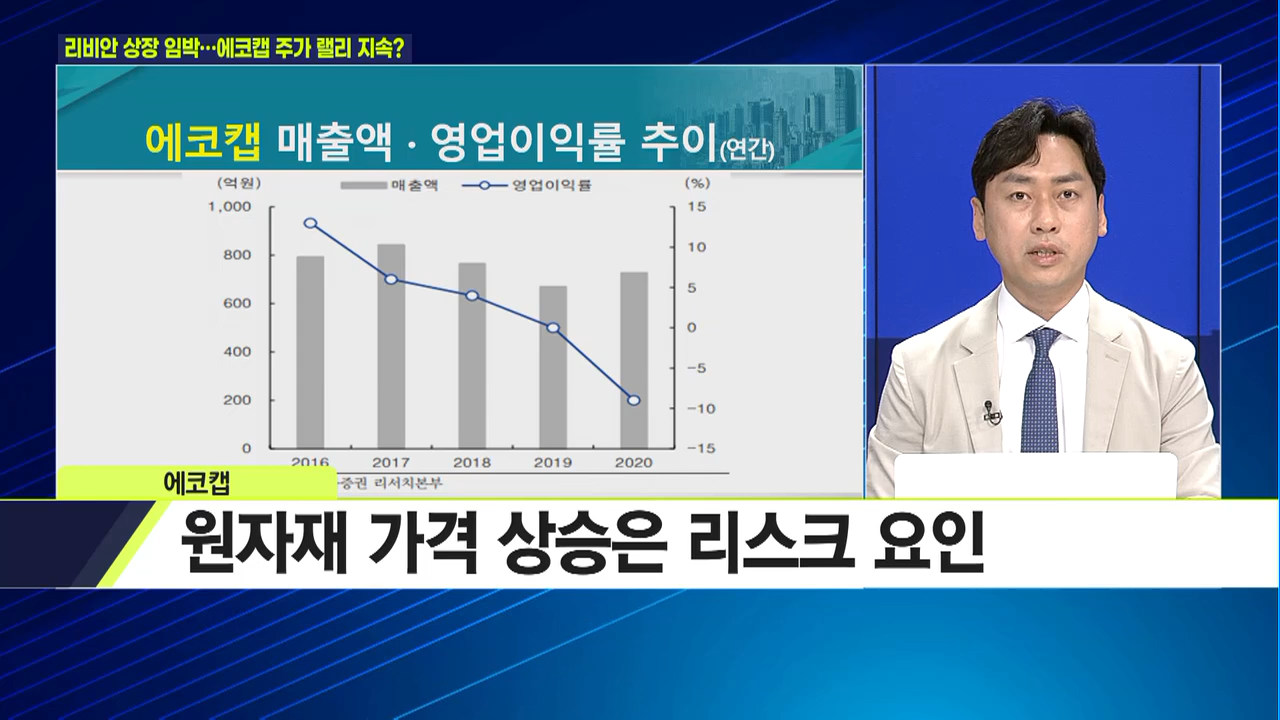 리비안 상장 임박…에코캡 주가 랠리 지속?
에코캡 매출액 · 영업이익률 추이(연간)
(억원) 매출액 영업이익률 (%)
1,000 15
800 10
600 5
400 0
200 -5
0 -10
-15
2016 2017 2018 2019 2020
증권 리서치본부
에코캡
원자재 가격 상승은 리스크 요인